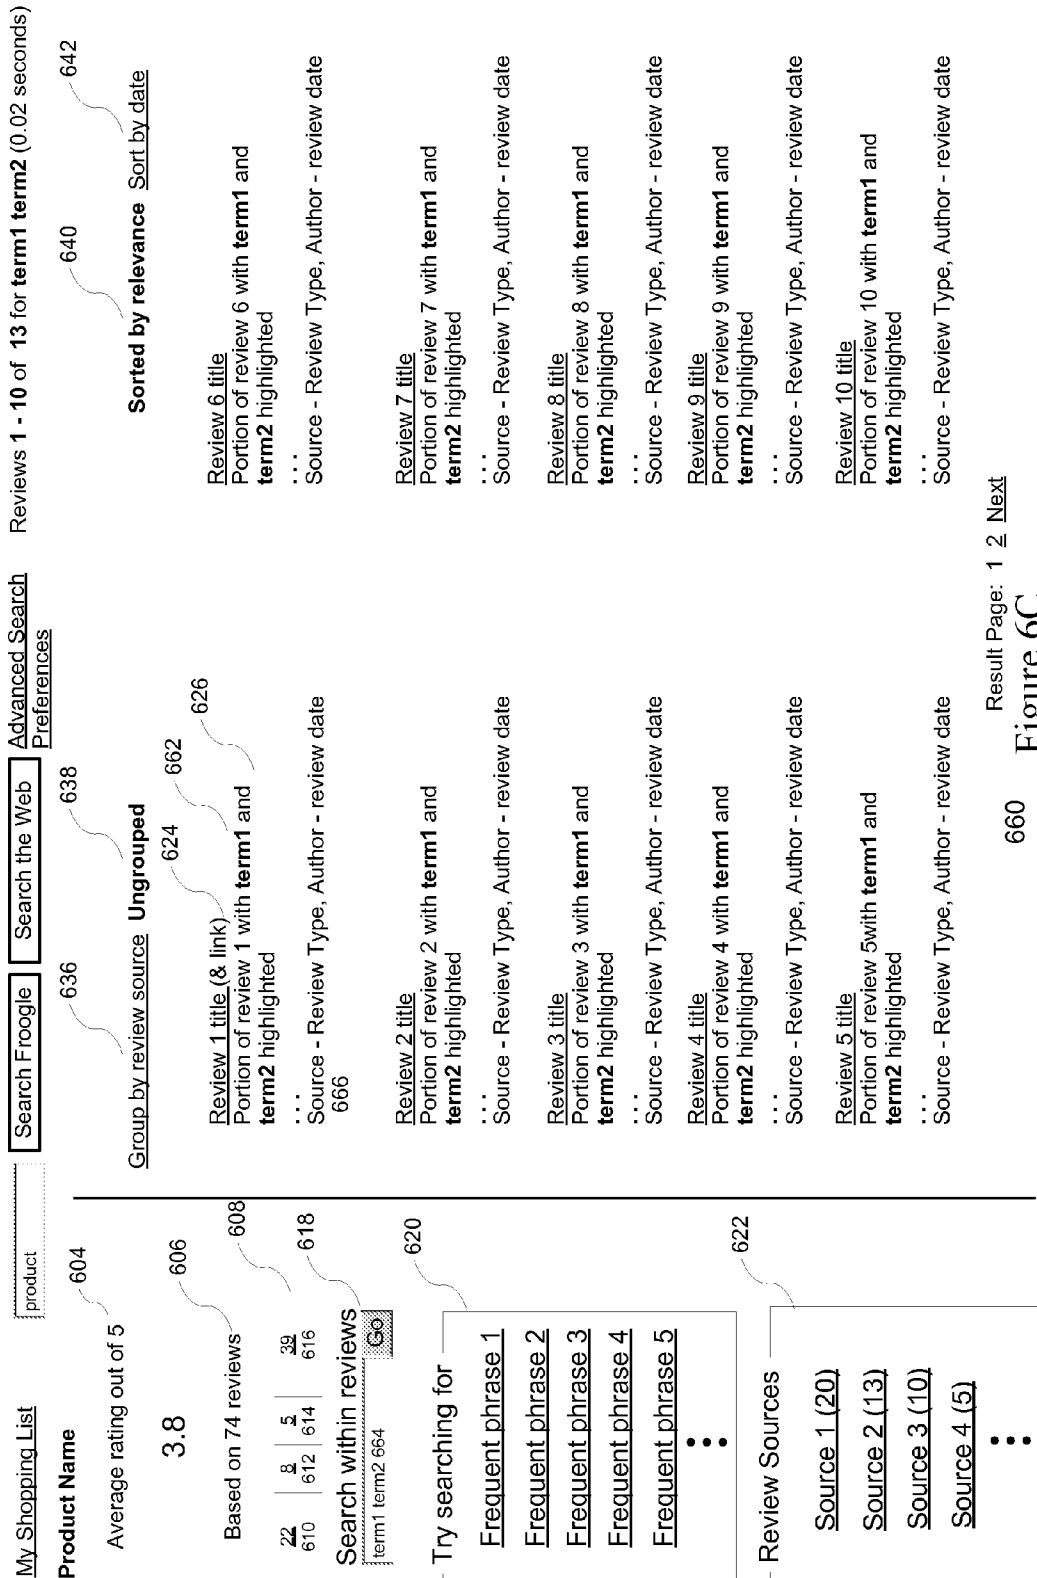 My Shopping List
product
Search Froogle
Search the Web
Advanced Search
Preferences
Reviews 1 - 10 of 13 for term1 term2 (0.02 seconds)
Product Name
604
Average rating out of 5
3.8
606
Based on 74 reviews
608
22 | 8 | 5 | 39
610 | 612 | 614 | 616
618
Search within reviews
term1 term2 664
Go
620
Try searching for
Frequent phrase 1
Frequent phrase 2
Frequent phrase 3
Frequent phrase 4
Frequent phrase 5
622
Review Sources
Source 1 (20)
Source 2 (13)
Source 3 (10)
Source 4 (5)
636
638
640
642
Group by review source Ungrouped
Sorted by relevance Sort by date
624
662
626
Review 1 title (& link)
Portion of review 1 with term1 and
term2 highlighted
. . .
Source - Review Type, Author - review date
666
Review 2 title
Portion of review 2 with term1 and
term2 highlighted
. . .
Source - Review Type, Author - review date
Review 3 title
Portion of review 3 with term1 and
term2 highlighted
. . .
Source - Review Type, Author - review date
Review 4 title
Portion of review 4 with term1 and
term2 highlighted
. . .
Source - Review Type, Author - review date
Review 5 title
Portion of review 5with term1 and
term2 highlighted
. . .
Source - Review Type, Author - review date
Review 6 title
Portion of review 6 with term1 and
term2 highlighted
. . .
Source - Review Type, Author - review date
Review 7 title
Portion of review 7 with term1 and
term2 highlighted
. . .
Source - Review Type, Author - review date
Review 8 title
Portion of review 8 with term1 and
term2 highlighted
. . .
Source - Review Type, Author - review date
Review 9 title
Portion of review 9 with term1 and
term2 highlighted
. . .
Source - Review Type, Author - review date
Review 10 title
Portion of review 10 with term1 and
term2 highlighted
. . .
Source - Review Type, Author - review date
660
Result Page: 1 2 Next
Figure 6C